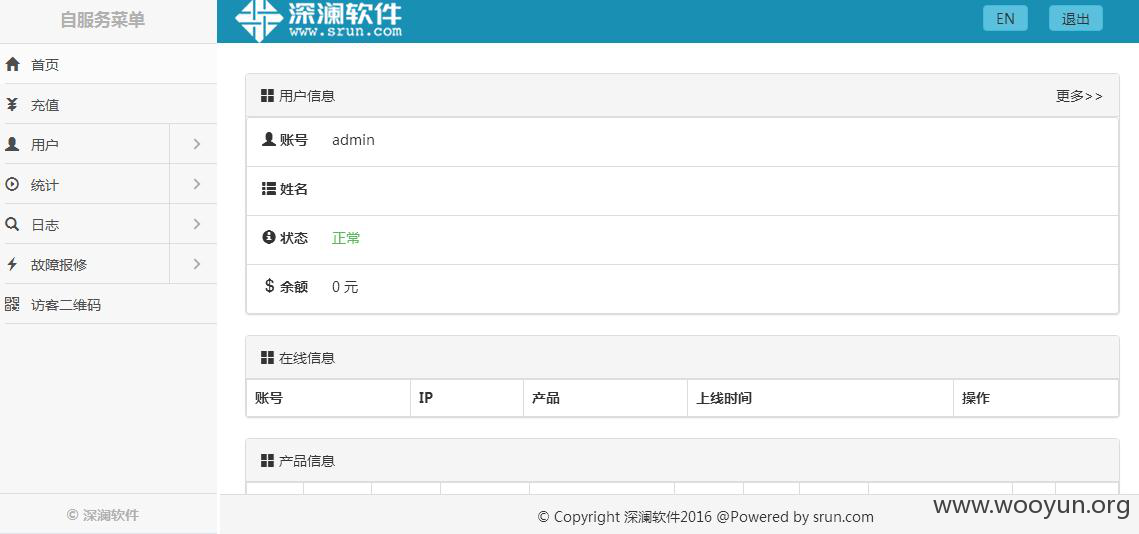 自服务菜单
首页
充值
用户
统计
日志
故障报修
访客二维码
© 深澜软件
深澜软件
www.srun.com
EN
退出
用户信息
更多>>
账号 admin
姓名
状态 正常
余额 0 元
在线信息
账号 IP 产品 上线时间 操作
产品信息
© Copyright 深澜软件2016 @Powered by srun.com
www.wooyun.org